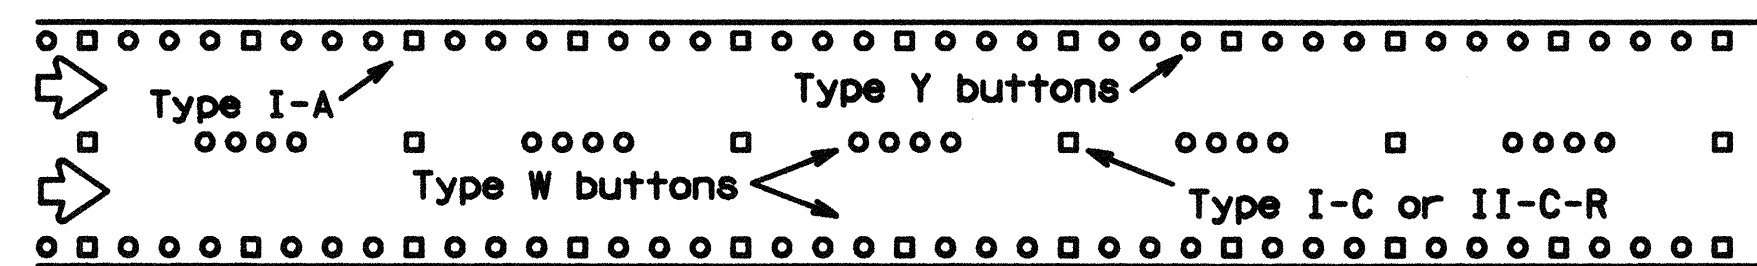 Type I-A
Type Y buttons
Type W buttons
Type I-C or II-C-R